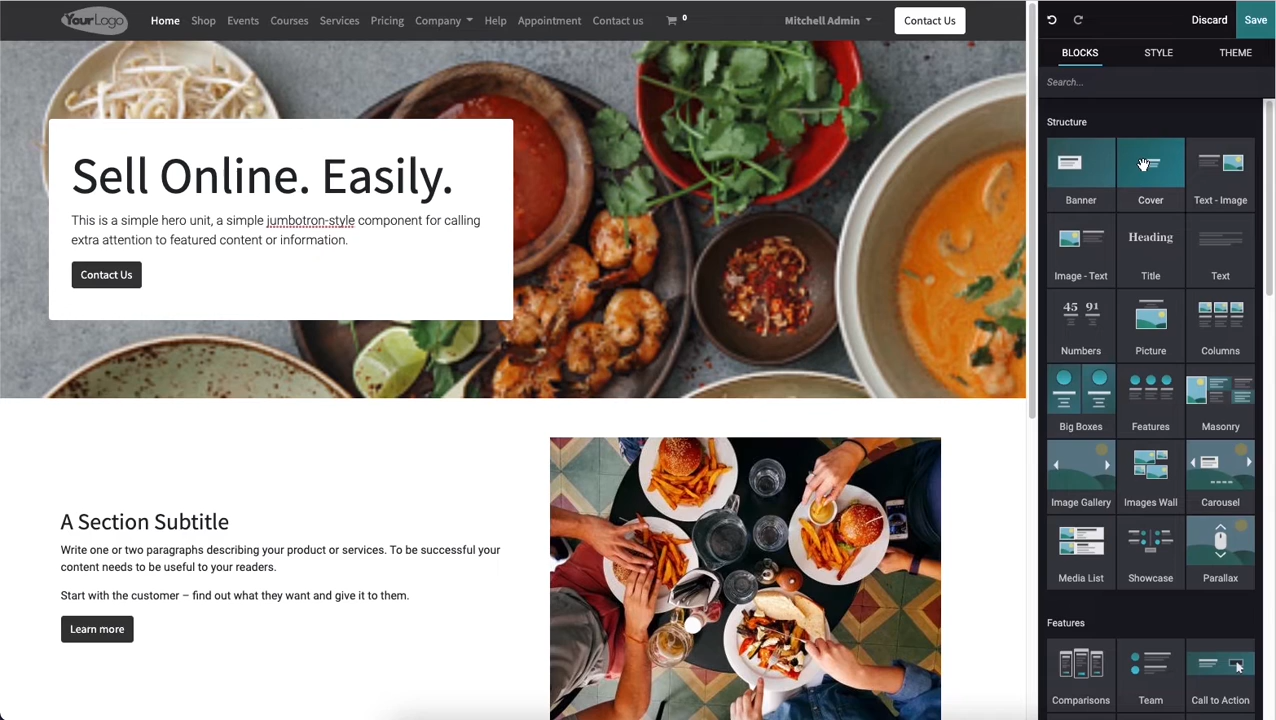 YourLogo Home Shop Events Courses Services Pricing Company Help Appointment Contact us 0 Mitchell Admin Contact Us
Discard Save
BLOCKS STYLE THEME
Search...
Sell Online. Easily.
This is a simple hero unit, a simple jumbotron-style component for calling
extra attention to featured content or information.
Contact Us
A Section Subtitle
Write one or two paragraphs describing your product or services. To be successful your
content needs to be useful to your readers.
Start with the customer – find out what they want and give it to them.
Learn more
Structure
Banner Cover Text - Image
Heading
Image - Text Title Text
45 91
Numbers Picture Columns
Big Boxes Features Masonry
Image Gallery Images Wall Carousel
Media List Showcase Parallax
Features
Comparisons Team Call to Action